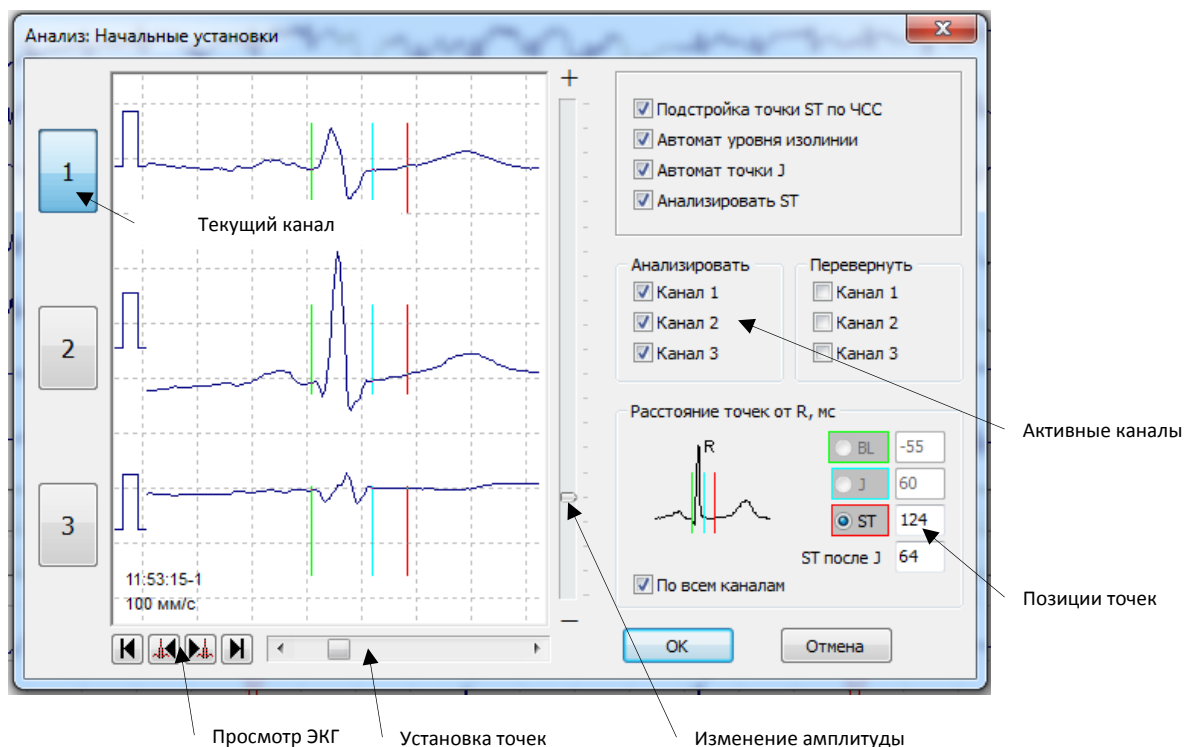 Анализ: Начальные установки
1
Текущий канал
2
3
11:53:15-1
100 мм/с
+
−
Подстройка точки ST по ЧСС
Автомат уровня изолинии
Автомат точки J
Анализировать ST
Анализировать
Канал 1
Канал 2
Канал 3
Перевернуть
Канал 1
Канал 2
Канал 3
Расстояние точек от R, мс
R
BL -55
J 60
ST 124
ST после J 64
По всем каналам
OK
Отмена
Активные каналы
Позиции точек
Просмотр ЭКГ
Установка точек
Изменение амплитуды